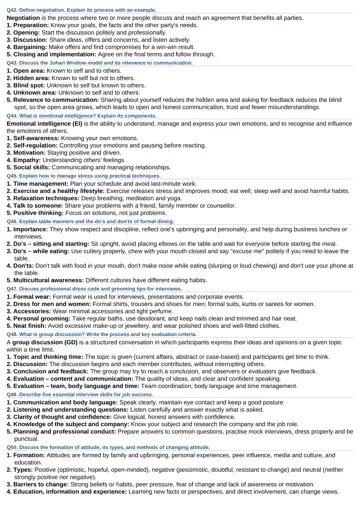 Q42. Define negotiation. Explain its process with an example.
Negotiation is the process where two or more people discuss and reach an agreement that benefits all parties.
1. Preparation: Know your goals, the facts and the other party's needs.
2. Opening: Start the discussion politely and professionally.
3. Discussion: Share ideas, offers and concerns, and listen actively.
4. Bargaining: Make offers and find compromises for a win-win result.
5. Closing and implementation: Agree on the final terms and follow through.
Q43. Discuss the Johari Window model and its relevance to communication.
1. Open area: Known to self and to others.
2. Hidden area: Known to self but not to others.
3. Blind spot: Unknown to self but known to others.
4. Unknown area: Unknown to self and to others.
5. Relevance to communication: Sharing about yourself reduces the hidden area and asking for feedback reduces the blind
spot, so the open area grows, which leads to open and honest communication, trust and fewer misunderstandings.
Q44. What is emotional intelligence? Explain its components.
Emotional intelligence (EI) is the ability to understand, manage and express your own emotions, and to recognise and influence
the emotions of others.
1. Self-awareness: Knowing your own emotions.
2. Self-regulation: Controlling your emotions and pausing before reacting.
3. Motivation: Staying positive and driven.
4. Empathy: Understanding others' feelings.
5. Social skills: Communicating and managing relationships.
Q45. Explain how to manage stress using practical techniques.
1. Time management: Plan your schedule and avoid last-minute work.
2. Exercise and a healthy lifestyle: Exercise releases stress and improves mood; eat well, sleep well and avoid harmful habits.
3. Relaxation techniques: Deep breathing, meditation and yoga.
4. Talk to someone: Share your problems with a friend, family member or counsellor.
5. Positive thinking: Focus on solutions, not just problems.
Q46. Explain table manners and the do's and don'ts of formal dining.
1. Importance: They show respect and discipline, reflect one's upbringing and personality, and help during business lunches or
interviews.
2. Do's – sitting and starting: Sit upright, avoid placing elbows on the table and wait for everyone before starting the meal.
3. Do's – while eating: Use cutlery properly, chew with your mouth closed and say "excuse me" politely if you need to leave the
table.
4. Don'ts: Don't talk with food in your mouth, don't make noise while eating (slurping or loud chewing) and don't use your phone at
the table.
5. Multicultural awareness: Different cultures have different eating habits.
Q47. Discuss professional dress code and grooming tips for interviews.
1. Formal wear: Formal wear is used for interviews, presentations and corporate events.
2. Dress for men and women: Formal shirts, trousers and shoes for men; formal suits, kurtis or sarees for women.
3. Accessories: Wear minimal accessories and light perfume.
4. Personal grooming: Take regular baths, use deodorant, and keep nails clean and trimmed and hair neat.
5. Neat finish: Avoid excessive make-up or jewellery, and wear polished shoes and well-fitted clothes.
Q48. What is group discussion? Write the process and key evaluation criteria.
A group discussion (GD) is a structured conversation in which participants express their ideas and opinions on a given topic
within a time limit.
1. Topic and thinking time: The topic is given (current affairs, abstract or case-based) and participants get time to think.
2. Discussion: The discussion begins and each member contributes, without interrupting others.
3. Conclusion and feedback: The group may try to reach a conclusion, and observers or evaluators give feedback.
4. Evaluation – content and communication: The quality of ideas, and clear and confident speaking.
5. Evaluation – team, body language and time: Team coordination, body language and time management.
Q49. Describe five essential interview skills for job success.
1. Communication and body language: Speak clearly, maintain eye contact and keep a good posture.
2. Listening and understanding questions: Listen carefully and answer exactly what is asked.
3. Clarity of thought and confidence: Give logical, honest answers with confidence.
4. Knowledge of the subject and company: Know your subject and research the company and the job role.
5. Planning and professional conduct: Prepare answers to common questions, practise mock interviews, dress properly and be
punctual.
Q50. Discuss the formation of attitude, its types, and methods of changing attitude.
1. Formation: Attitudes are formed by family and upbringing, personal experiences, peer influence, media and culture, and
education.
2. Types: Positive (optimistic, hopeful, open-minded), negative (pessimistic, doubtful, resistant to change) and neutral (neither
strongly positive nor negative).
3. Barriers to change: Strong beliefs or habits, peer pressure, fear of change and lack of awareness or motivation.
4. Education, information and experience: Learning new facts or perspectives, and direct involvement, can change views.